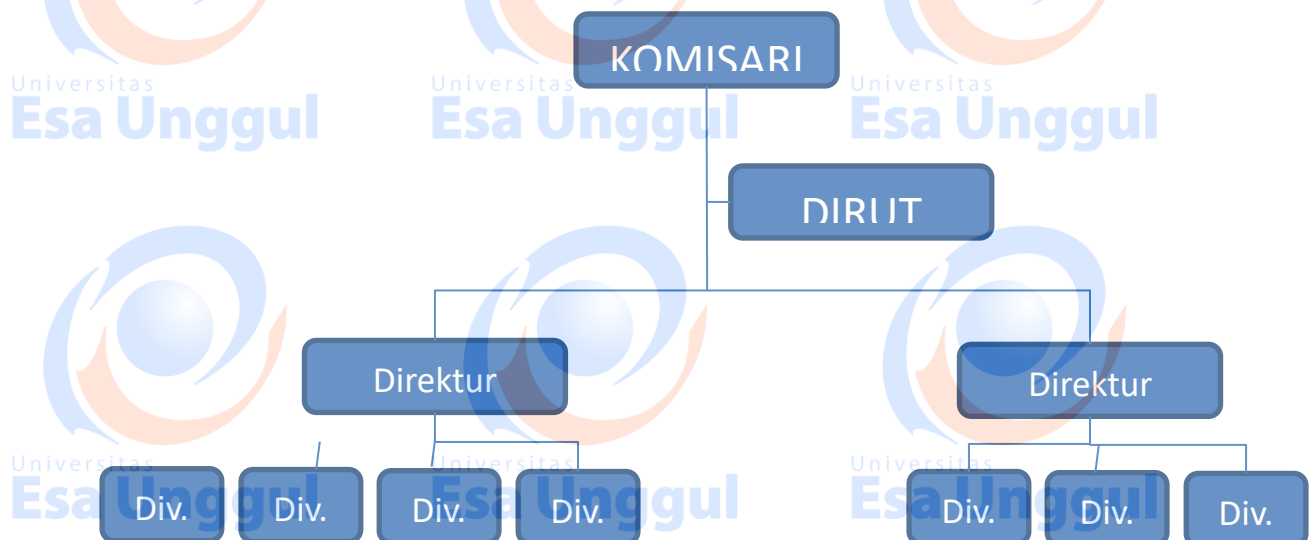 KOMISARI
Universitas Universitas Universitas
Esa Unggul Esa Unggul Esa Unggul
DIRUT
Direktur Direktur
Universitas Universitas Universitas
Esa Unggul Esa Unggul Esa Unggul
Div. Div. Div. Div. Div. Div. Div.